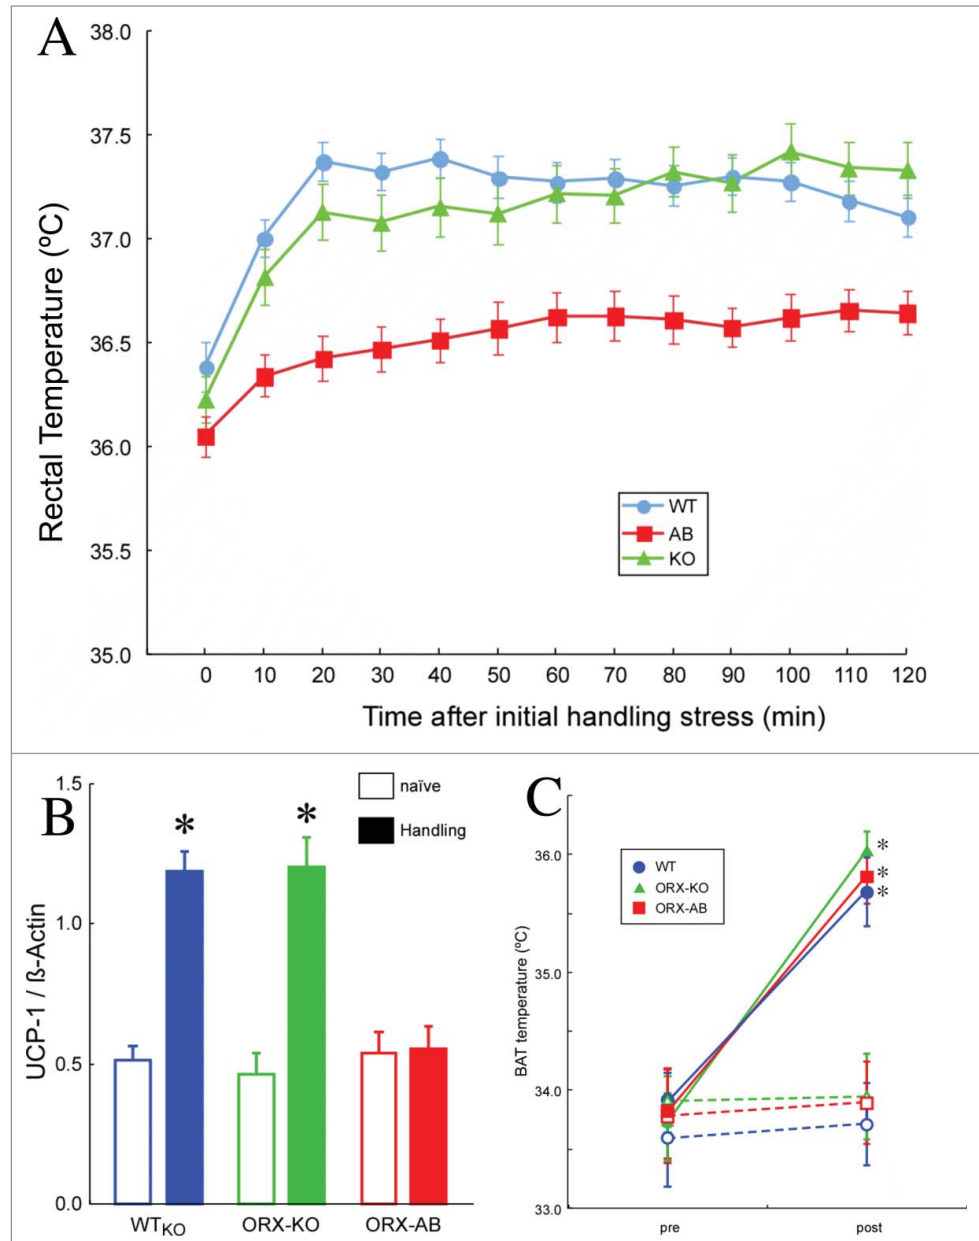 A
38.0
37.5
37.0
36.5
36.0
35.5
35.0
Rectal Temperature (ºC)
WT
AB
KO
0 10 20 30 40 50 60 70 80 90 100 110 120
Time after initial handling stress (min)
B
1.5
1.0
0.5
0.0
UCP-1 / ß-Actin
naïve
Handling
*
*
WTKO ORX-KO ORX-AB
C
36.0
35.0
34.0
33.0
BAT temperature (ºC)
WT
ORX-KO
ORX-AB
*
*
*
pre post